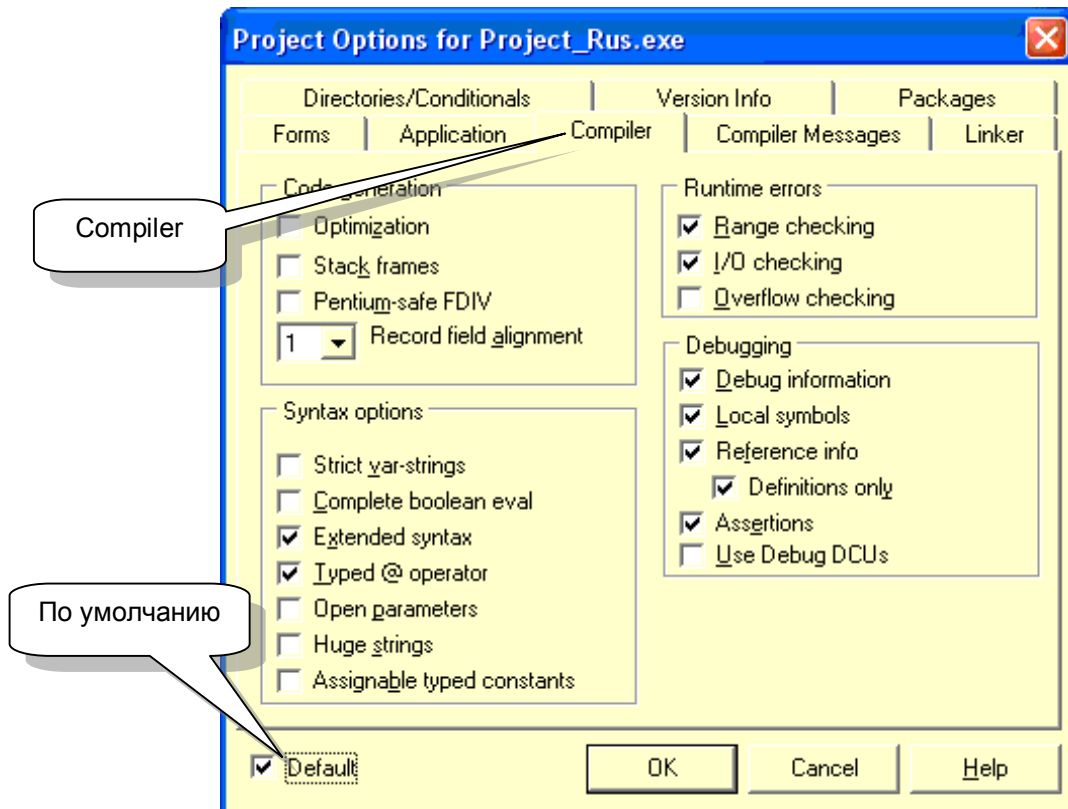 Project Options for Project_Rus.exe
Directories/Conditionals
Version Info
Packages
Forms
Application
Compiler
Compiler Messages
Linker
Compiler
Code generation
Optimization
Stack frames
Pentium-safe FDIV
1
Record field alignment
Syntax options
Strict var-strings
Complete boolean eval
Extended syntax
Typed @ operator
Open parameters
Huge strings
Assignable typed constants
Runtime errors
Range checking
I/O checking
Overflow checking
Debugging
Debug information
Local symbols
Reference info
Definitions only
Assertions
Use Debug DCUs
По умолчанию
Default
OK
Cancel
Help